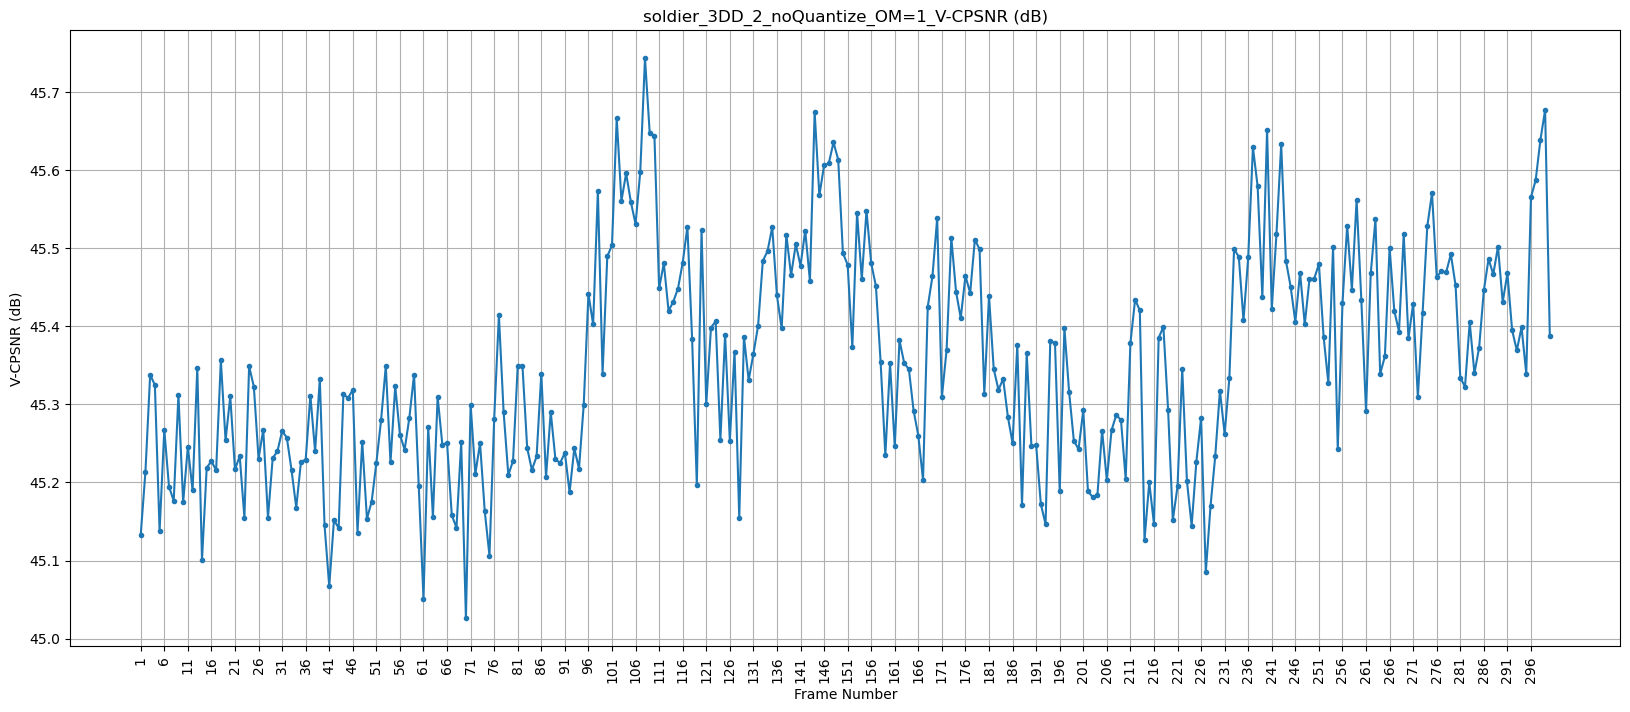 soldier_3DD_2_noQuantize_OM=1_V-CPSNR (dB)
V-CPSNR (dB)
45.7
45.6
45.5
45.4
45.3
45.2
45.1
45.0
1 6 11 16 21 26 31 36 41 46 51 56 61 66 71 76 81 86 91 96 101 106 111 116 121 126 131 136 141 146 151 156 161 166 171 176 181 186 191 196 201 206 211 216 221 226 231 236 241 246 251 256 261 266 271 276 281 286 291 296
Frame Number